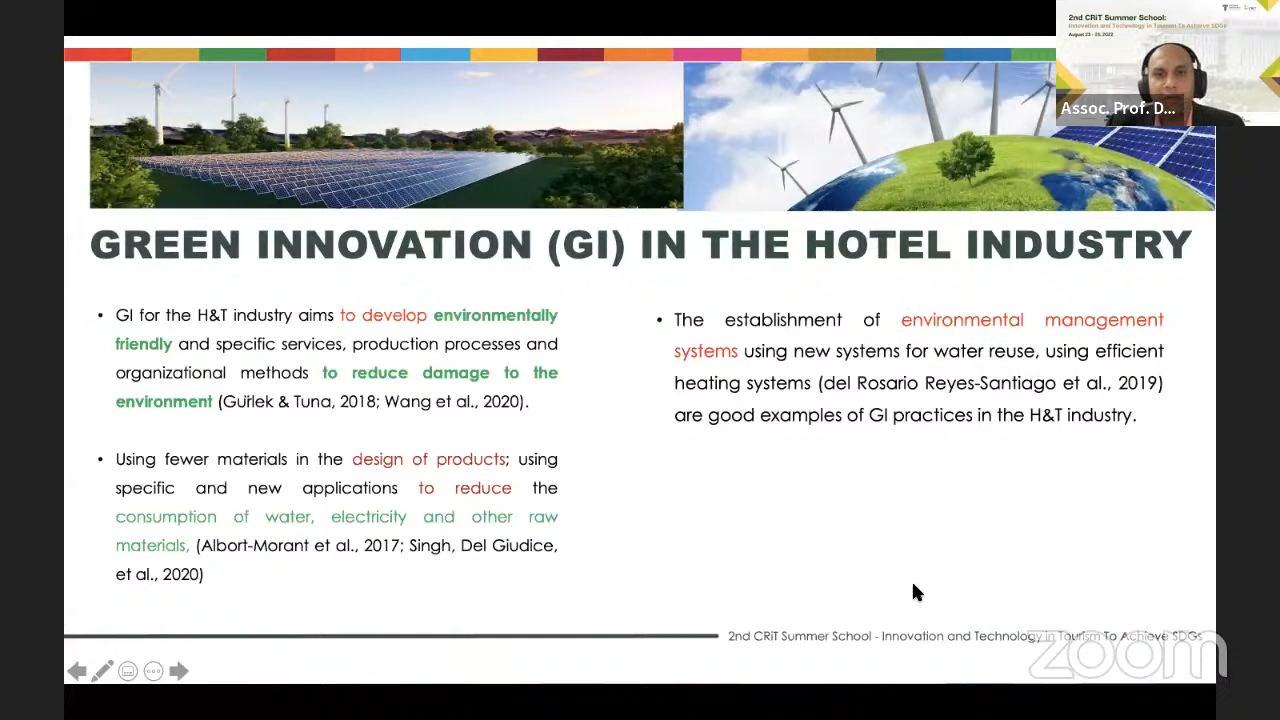 2nd CRiT Summer School:
Innovation and Technology in Tourism To Achieve SDGs
August 23 - 25, 2022
Assoc. Prof. D...
GREEN INNOVATION (GI) IN THE HOTEL INDUSTRY
• GI for the H&T industry aims to develop environmentally
friendly and specific services, production processes and
organizational methods to reduce damage to the
environment (Gürlek & Tuna, 2018; Wang et al., 2020).
• Using fewer materials in the design of products; using
specific and new applications to reduce the
consumption of water, electricity and other raw
materials, (Albort-Morant et al., 2017; Singh, Del Giudice,
et al., 2020)
• The establishment of environmental management
systems using new systems for water reuse, using efficient
heating systems (del Rosario Reyes-Santiago et al., 2019)
are good examples of GI practices in the H&T industry.
2nd CRiT Summer School - Innovation and Technology in Tourism To Achieve SDGs
zoom